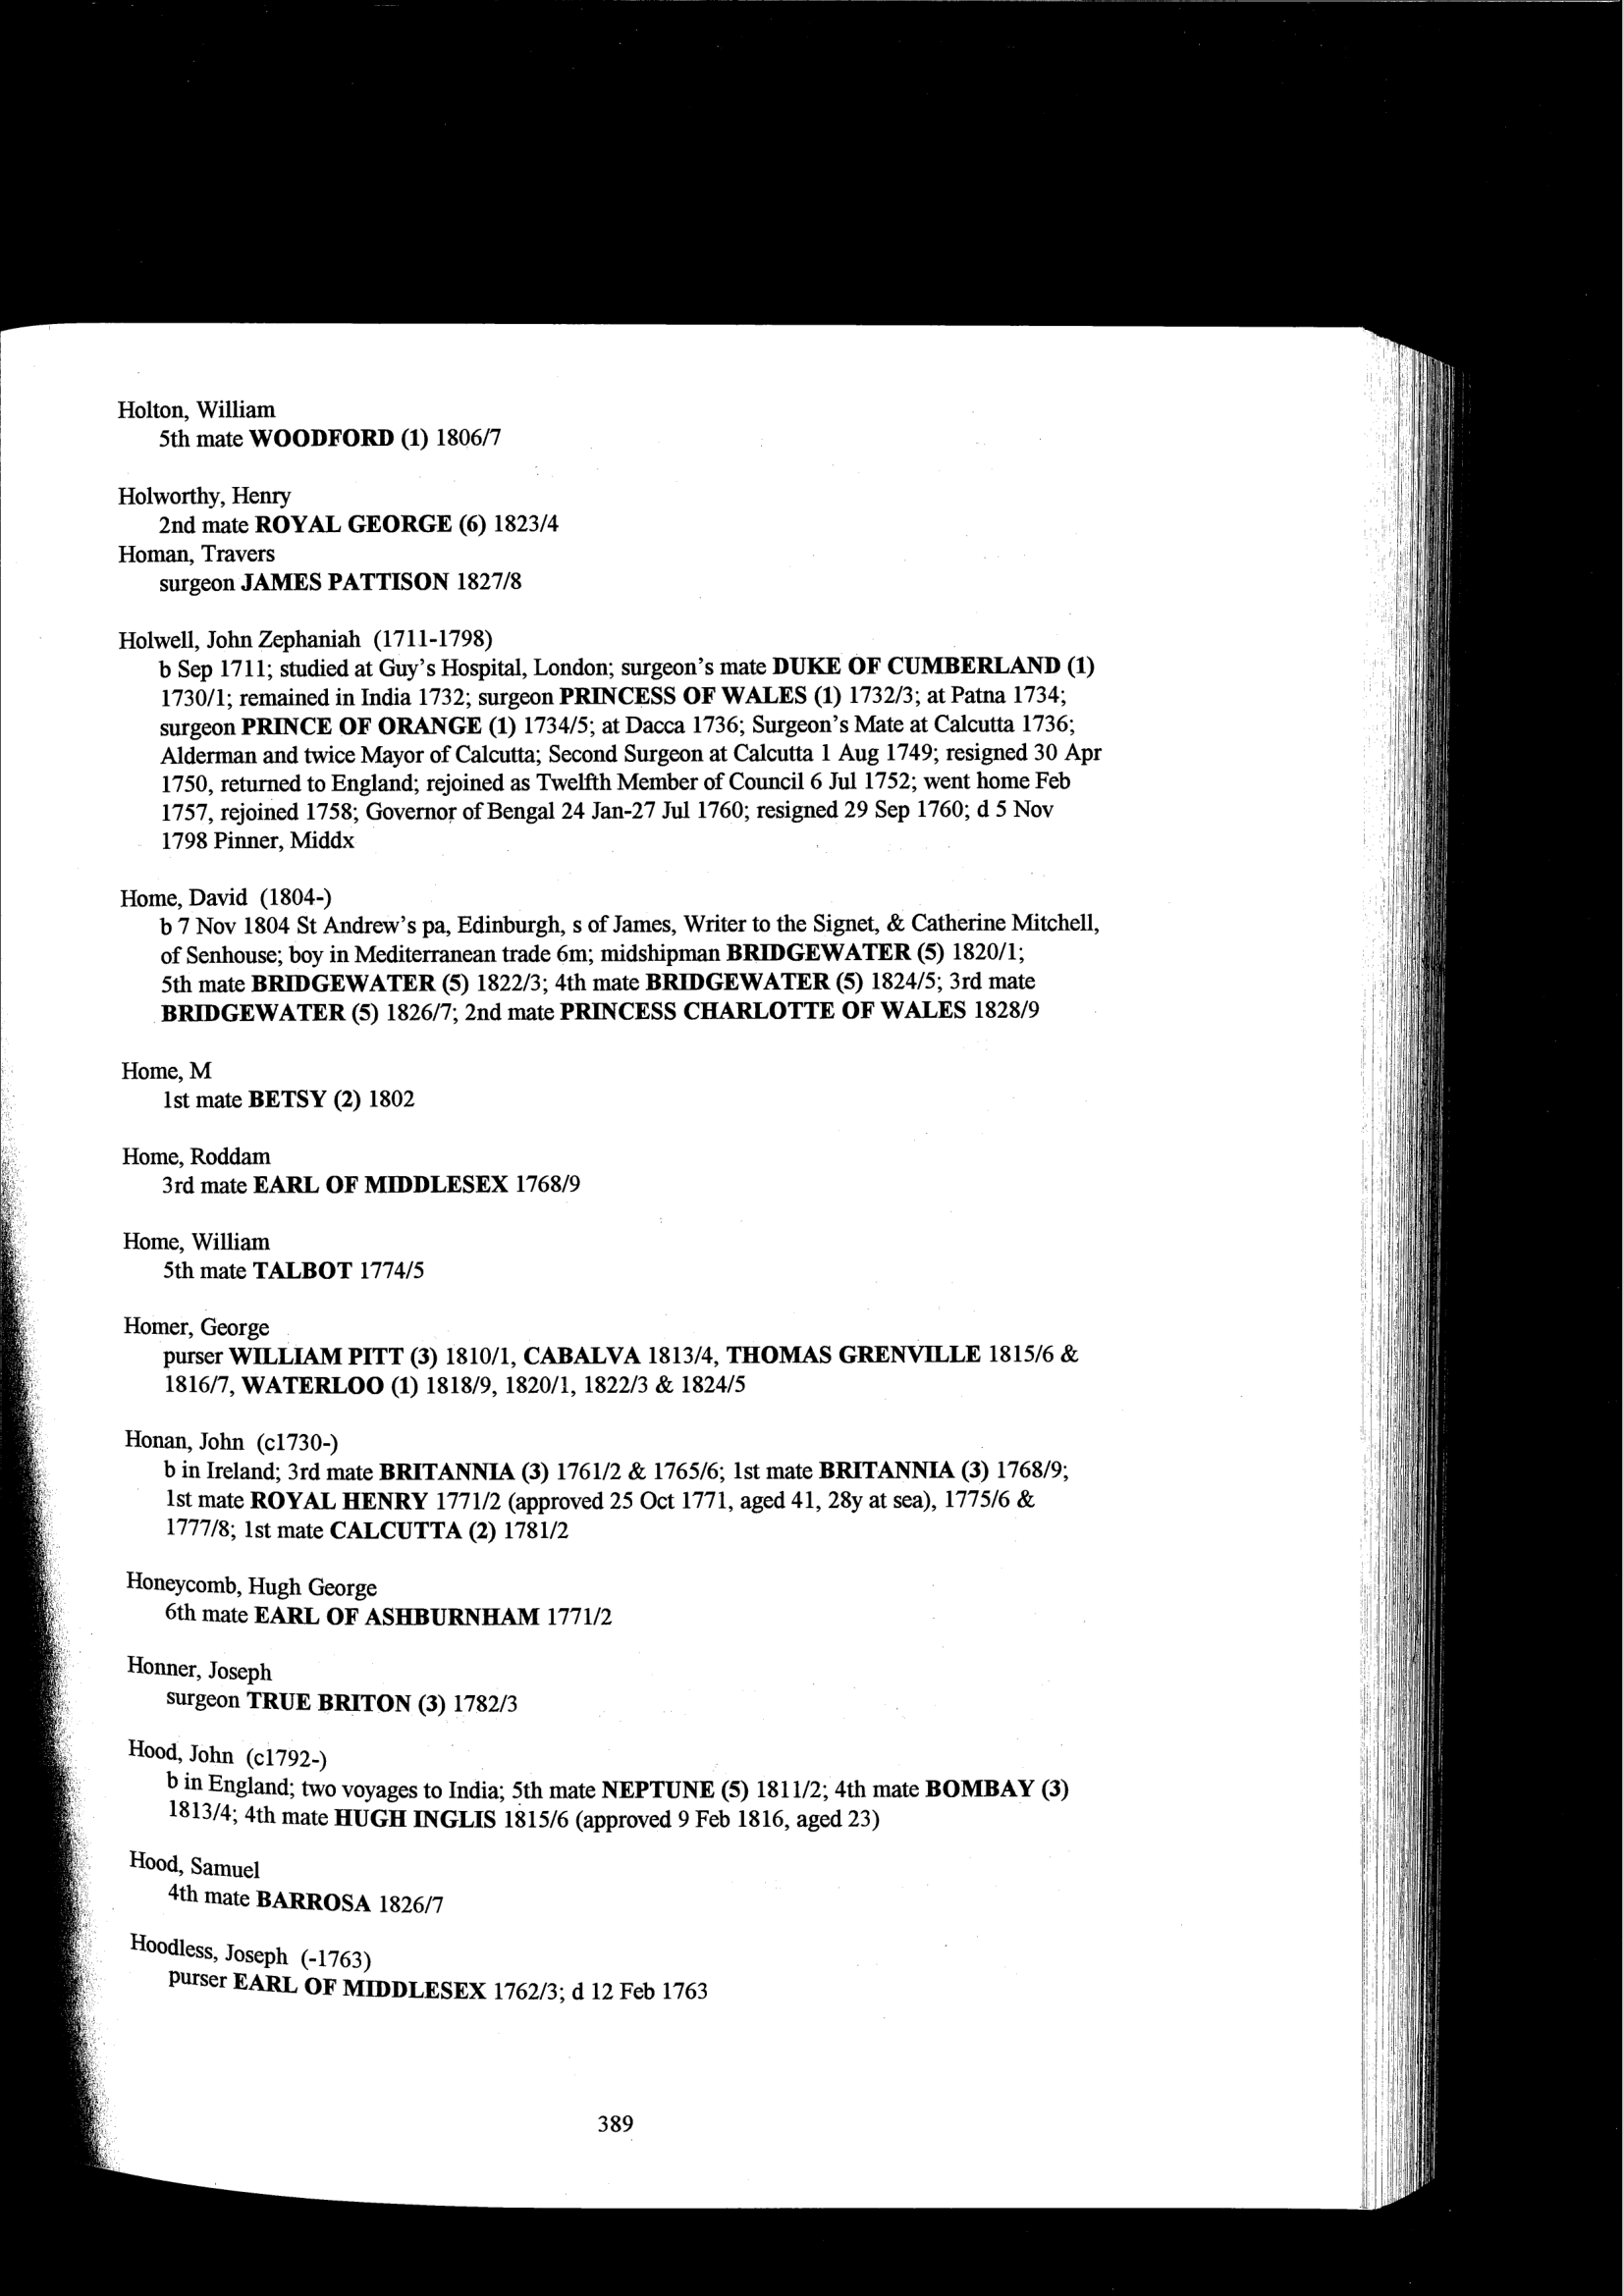 Holton, William
5th mate WOODFORD (1) 1806/7
Holworthy, Henry
2nd mate ROYAL GEORGE (6) 1823/4
Homan, Travers
surgeon JAMES PATTISON 1827/8
Holwell, John Zephaniah (1711-1798)
b Sep 1711; studied at Guy's Hospital, London; surgeon's mate DUKE OF CUMBERLAND (1)
1730/1; remained in India 1732; surgeon PRINCESS OF WALES (1) 1732/3; at Patna 1734;
surgeon PRINCE OF ORANGE (1) 1734/5; at Dacca 1736; Surgeon's Mate at Calcutta 1736;
Alderman and twice Mayor of Calcutta; Second Surgeon at Calcutta 1 Aug 1749; resigned 30 Apr
1750, returned to England; rejoined as Twelfth Member of Council 6 Jul 1752; went home Feb
1757, rejoined 1758; Governor of Bengal 24 Jan-27 Jul 1760; resigned 29 Sep 1760; d 5 Nov
1798 Pinner, Middx
Home, David (1804-)
b 7 Nov 1804 St Andrew's pa, Edinburgh, s of James, Writer to the Signet, & Catherine Mitchell,
of Senhouse; boy in Mediterranean trade 6m; midshipman BRIDGEWATER (5) 1820/1;
5th mate BRIDGEWATER (5) 1822/3; 4th mate BRIDGEWATER (5) 1824/5; 3rd mate
BRIDGEWATER (5) 1826/7; 2nd mate PRINCESS CHARLOTTE OF WALES 1828/9
Home, M
1st mate BETSY (2) 1802
Home, Roddam
3rd mate EARL OF MIDDLESEX 1768/9
Home, William
5th mate TALBOT 1774/5
Homer, George
purser WILLIAM PITT (3) 1810/1, CABALVA 1813/4, THOMAS GRENVILLE 1815/6 &
1816/7, WATERLOO (1) 1818/9, 1820/1, 1822/3 & 1824/5
Honan, John (c1730-)
b in Ireland; 3rd mate BRITANNIA (3) 1761/2 & 1765/6; 1st mate BRITANNIA (3) 1768/9;
1st mate ROYAL HENRY 1771/2 (approved 25 Oct 1771, aged 41, 28y at sea), 1775/6 &
1777/8; 1st mate CALCUTTA (2) 1781/2
Honeycomb, Hugh George
6th mate EARL OF ASHBURNHAM 1771/2
Honner, Joseph
surgeon TRUE BRITON (3) 1782/3
Hood, John (c1792-)
b in England; two voyages to India; 5th mate NEPTUNE (5) 1811/2; 4th mate BOMBAY (3)
1813/4; 4th mate HUGH INGLIS 1815/6 (approved 9 Feb 1816, aged 23)
Hood, Samuel
4th mate BARROSA 1826/7
Hoodless, Joseph (-1763)
purser EARL OF MIDDLESEX 1762/3; d 12 Feb 1763
389